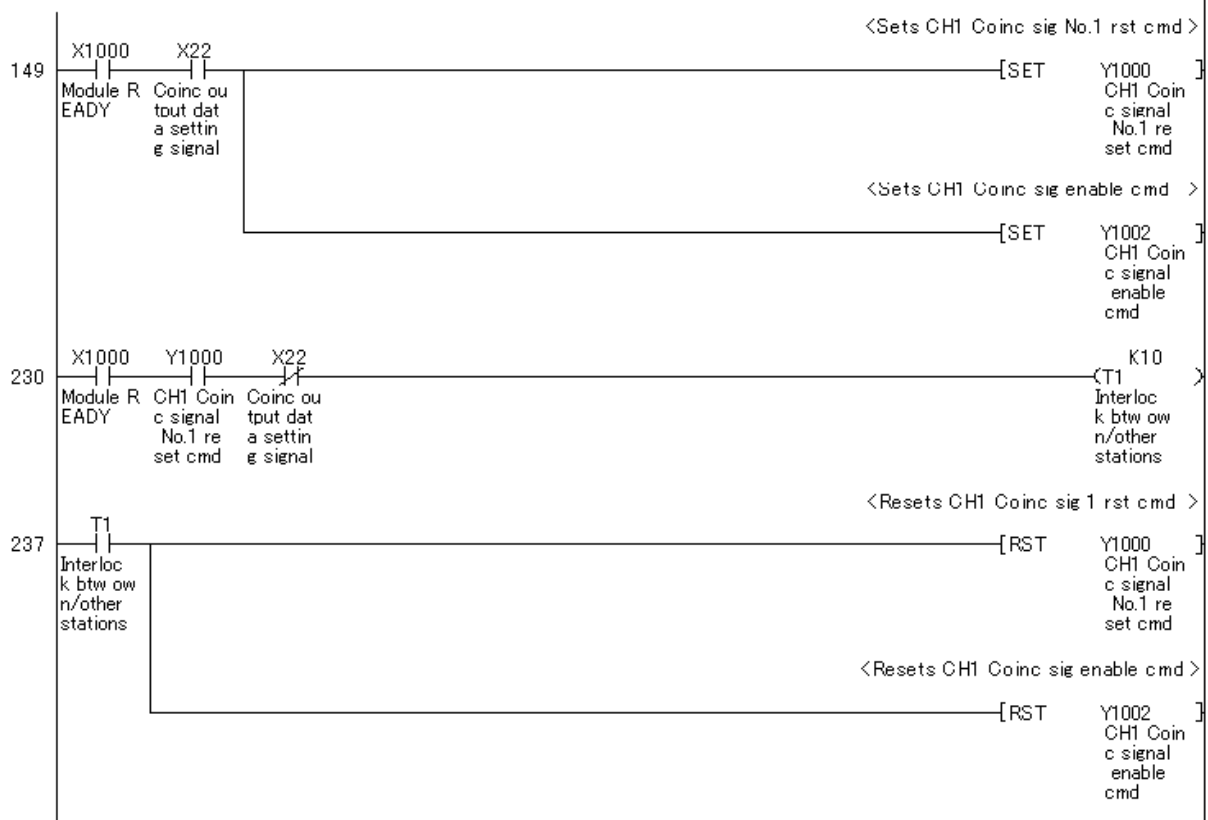 <Sets CH1 Coinc sig No.1 rst cmd>
X1000 X22
149 [SET Y1000 ]
Module R Coinc ou CH1 Coin
EADY tput dat c signal
a settin No.1 re
g signal set cmd
<Sets CH1 Coinc sig enable cmd >
[SET Y1002 ]
CH1 Coin
c signal
enable
cmd
X1000 Y1000 X22 K10
230 (T1 )
Module R CH1 Coin Coinc ou Interloc
EADY c signal tput dat k btw ow
No.1 re a settin n/other
set cmd g signal stations
<Resets CH1 Coinc sig 1 rst cmd >
T1
237 [RST Y1000 ]
Interloc CH1 Coin
k btw ow c signal
n/other No.1 re
stations set cmd
<Resets CH1 Coinc sig enable cmd>
[RST Y1002 ]
CH1 Coin
c signal
enable
cmd